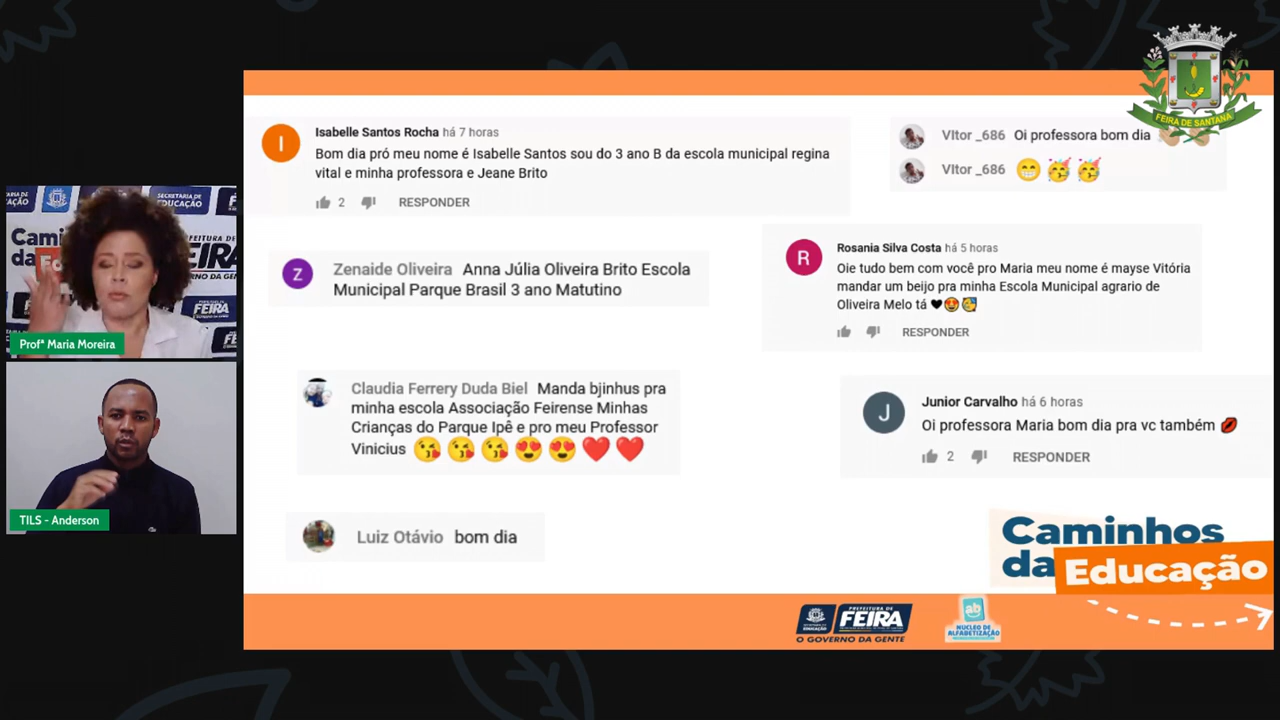 FEIRA DE SANTANA
Isabelle Santos Rocha há 7 horas
Bom dia pró meu nome é Isabelle Santos sou do 3 ano B da escola municipal regina
vital e minha professora e Jeane Brito
2 RESPONDER
VItor _686 Oi professora bom dia
VItor _686
Zenaide Oliveira Anna Júlia Oliveira Brito Escola
Municipal Parque Brasil 3 ano Matutino
Rosania Silva Costa há 5 horas
Oie tudo bem com você pro Maria meu nome é mayse Vitória
mandar um beijo pra minha Escola Municipal agrario de
Oliveira Melo tá ♥😍🥰
RESPONDER
Claudia Ferrery Duda Biel Manda bjinhus pra
minha escola Associação Feirense Minhas
Crianças do Parque Ipê e pro meu Professor
Vinicius 😘😘😘😍😍❤❤
Junior Carvalho há 6 horas
Oi professora Maria bom dia pra vc também 💋
2 RESPONDER
Luiz Otávio bom dia
Profª Maria Moreira
TILS - Anderson
Caminhos
da Educação
PREFEITURA DE
FEIRA
O GOVERNO DA GENTE
NÚCLEO DE
ALFABETIZAÇÃO